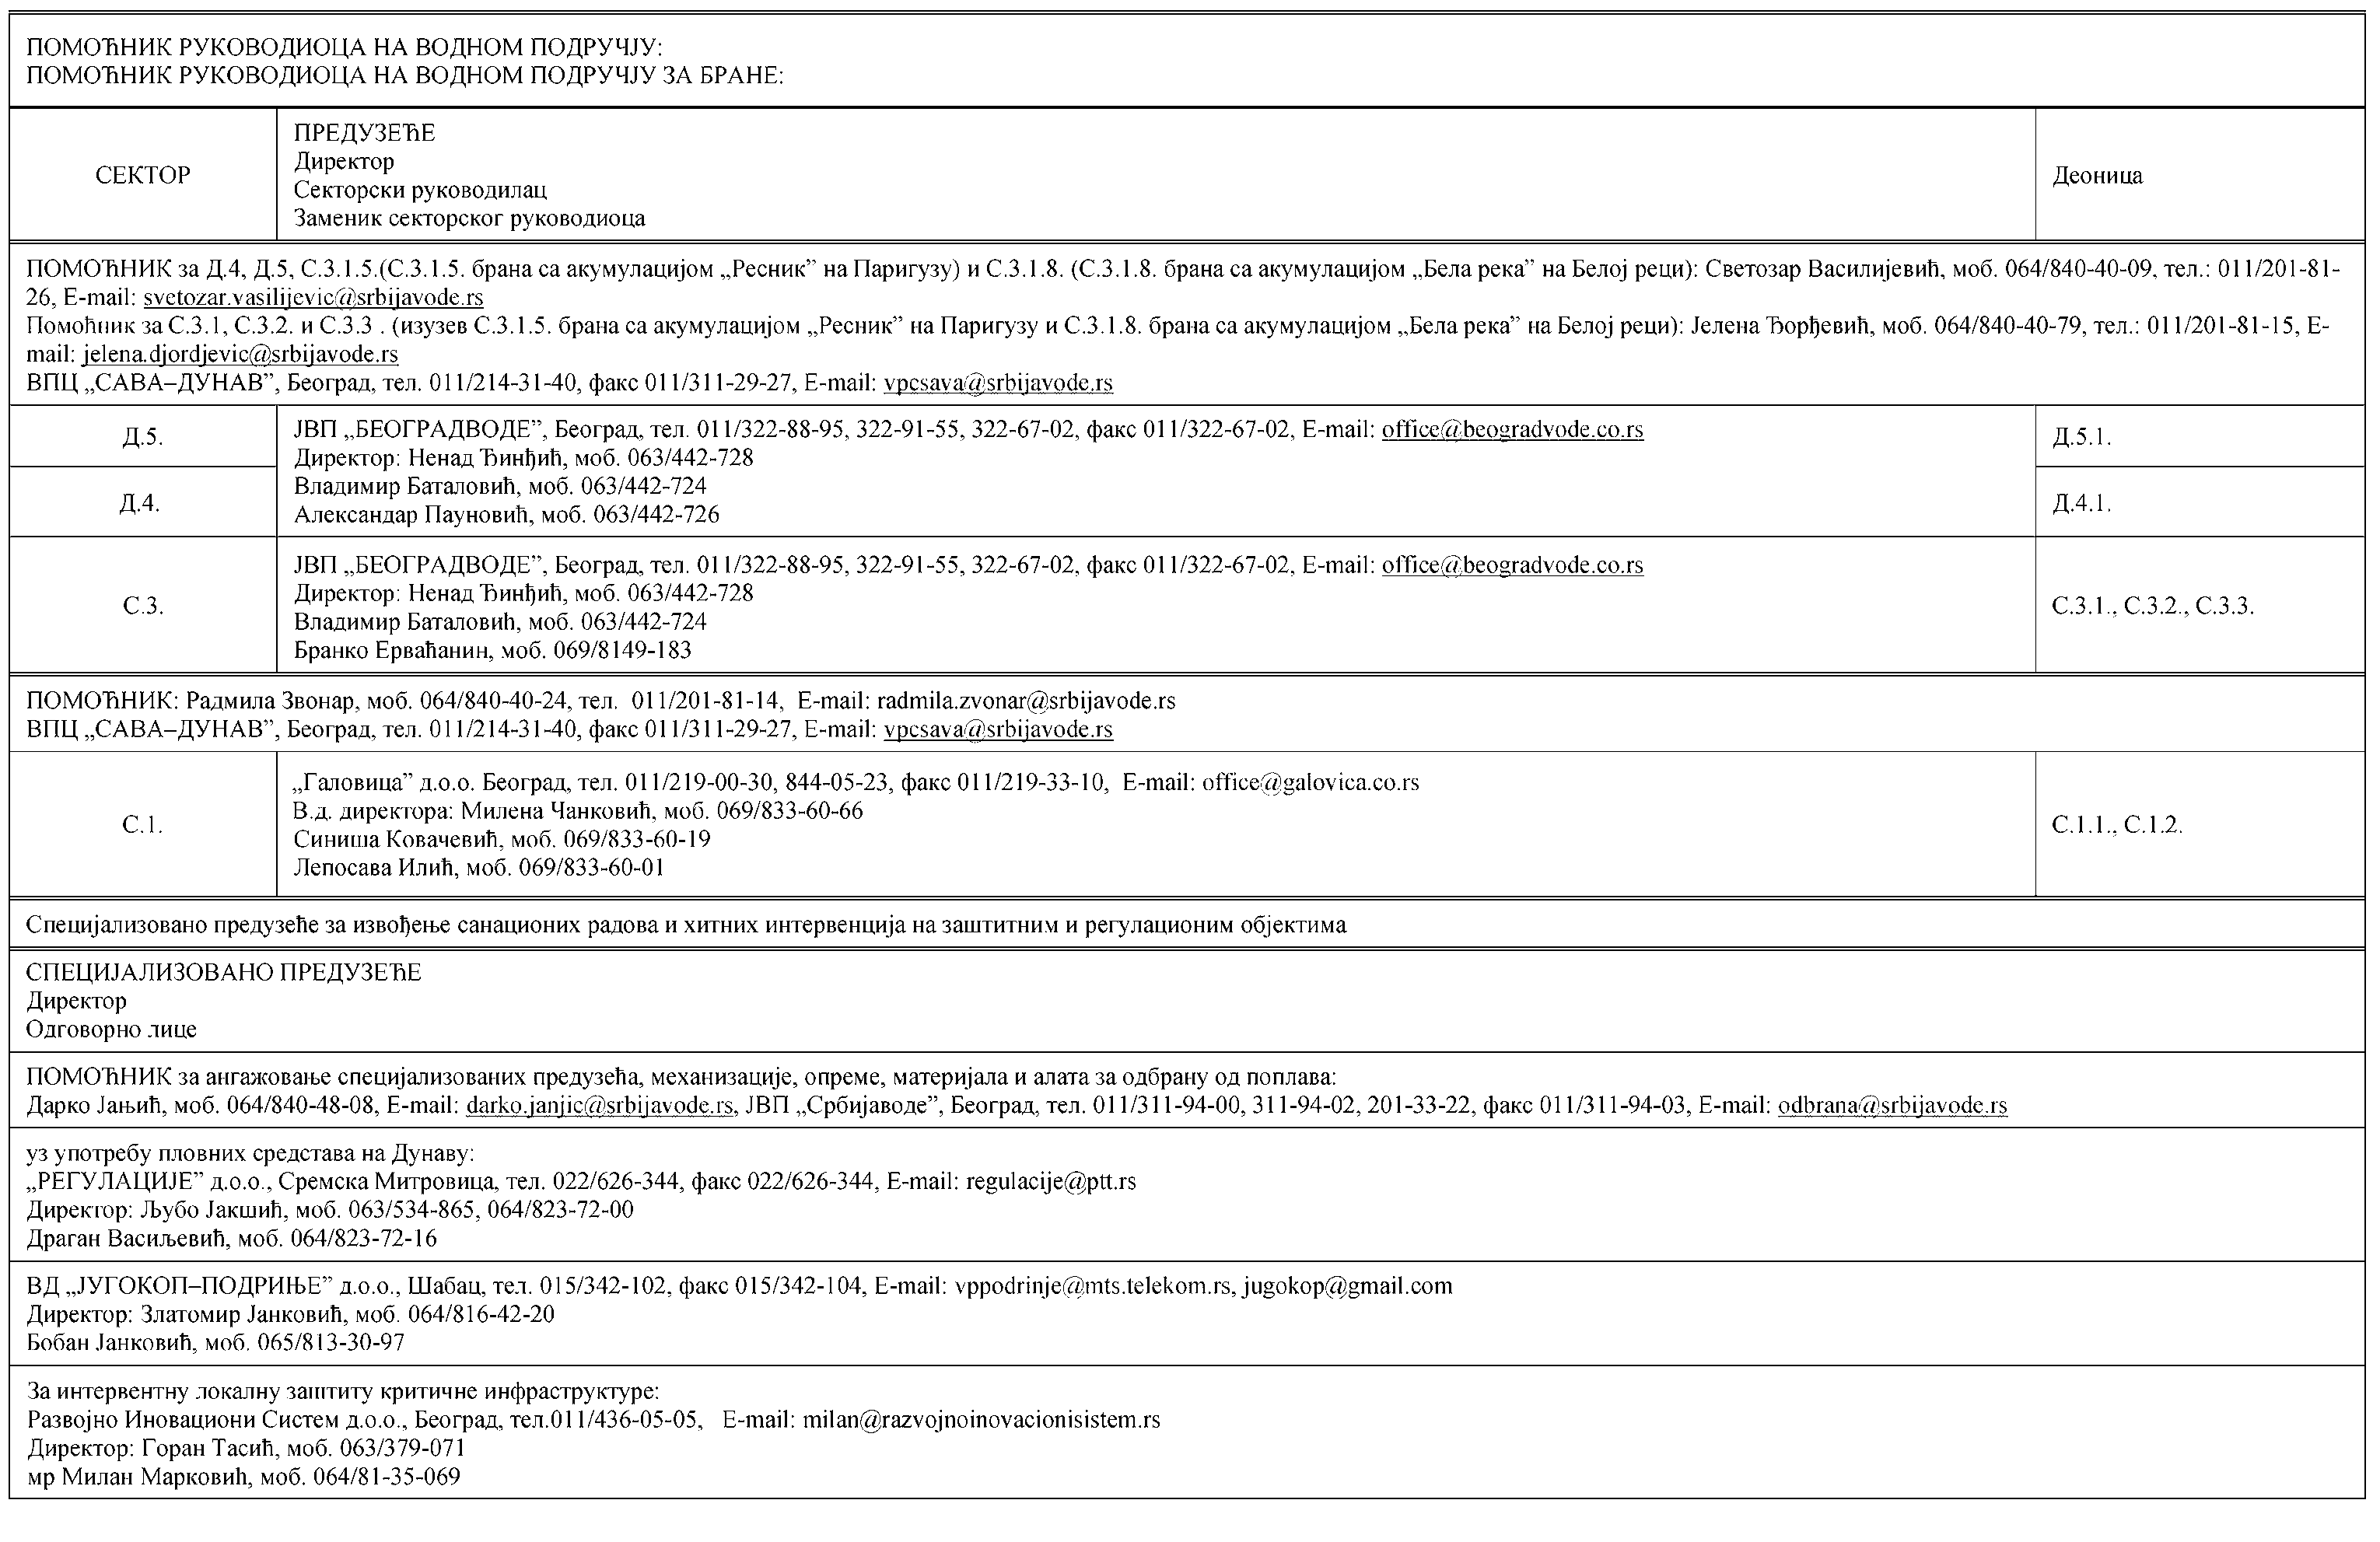 ПОМОЋНИК РУКОВОДИОЦА НА ВОДНОМ ПОДРУЧЈУ:
ПОМОЋНИК РУКОВОДИОЦА НА ВОДНОМ ПОДРУЧЈУ ЗА БРАНЕ:
СЕКТОР
ПРЕДУЗЕЋЕ
Директор
Секторски руководилац
Заменик секторског руководиоца
Деоница
ПОМОЋНИК за Д.4, Д.5, С.3.1.5.(С.3.1.5. брана са акумулацијом „Ресник” на Паригузу) и С.3.1.8. (С.3.1.8. брана са акумулацијом „Бела река” на Белој реци): Светозар Василијевић, моб. 064/840-40-09, тел.: 011/201-81-
26, E-mail: svetozar.vasilijevic@srbijavode.rs
Помоћник за С.3.1, С.3.2. и С.3.3 . (изузев С.3.1.5. брана са акумулацијом „Ресник” на Паригузу и С.3.1.8. брана са акумулацијом „Бела река” на Белој реци): Јелена Ђорђевић, моб. 064/840-40-79, тел.: 011/201-81-15, E-
mail: jelena.djordjevic@srbijavode.rs
ВПЦ „САВА–ДУНАВ”, Београд, тел. 011/214-31-40, факс 011/311-29-27, E-mail: vpcsava@srbijavode.rs
Д.5.
Д.4.
ЈВП „БЕОГРАДВОДЕ”, Београд, тел. 011/322-88-95, 322-91-55, 322-67-02, факс 011/322-67-02, E-mail: office@beogradvode.co.rs
Директор: Ненад Ђинђић, моб. 063/442-728
Владимир Баталовић, моб. 063/442-724
Александар Пауновић, моб. 063/442-726
Д.5.1.
Д.4.1.
С.3.
ЈВП „БЕОГРАДВОДЕ”, Београд, тел. 011/322-88-95, 322-91-55, 322-67-02, факс 011/322-67-02, E-mail: office@beogradvode.co.rs
Директор: Ненад Ђинђић, моб. 063/442-728
Владимир Баталовић, моб. 063/442-724
Бранко Ерваћанин, моб. 069/8149-183
С.3.1., С.3.2., С.3.3.
ПОМОЋНИК: Радмила Звонар, моб. 064/840-40-24, тел. 011/201-81-14, E-mail: radmila.zvonar@srbijavode.rs
ВПЦ „САВА–ДУНАВ”, Београд, тел. 011/214-31-40, факс 011/311-29-27, E-mail: vpcsava@srbijavode.rs
С.1.
„Галовица” д.о.о. Београд, тел. 011/219-00-30, 844-05-23, факс 011/219-33-10, E-mail: office@galovica.co.rs
В.д. директора: Милена Чанковић, моб. 069/833-60-66
Синиша Ковачевић, моб. 069/833-60-19
Лепосава Илић, моб. 069/833-60-01
С.1.1., С.1.2.
Специјализовано предузеће за извођење санационих радова и хитних интервенција на заштитним и регулационим објектима
СПЕЦИЈАЛИЗОВАНО ПРЕДУЗЕЋЕ
Директор
Одговорно лице
ПОМОЋНИК за ангажовање специјализованих предузећа, механизације, опреме, материјала и алата за одбрану од поплава:
Дарко Јањић, моб. 064/840-48-08, E-mail: darko.janjic@srbijavode.rs, ЈВП „Србијаводе”, Београд, тел. 011/311-94-00, 311-94-02, 201-33-22, факс 011/311-94-03, E-mail: odbrana@srbijavode.rs
уз употребу пловних средстава на Дунаву:
„РЕГУЛАЦИЈЕ” д.о.о., Сремска Митровица, тел. 022/626-344, факс 022/626-344, E-mail: regulacije@ptt.rs
Директор: Љубо Јакшић, моб. 063/534-865, 064/823-72-00
Драган Васиљевић, моб. 064/823-72-16
ВД „ЈУГОКОП–ПОДРИЊЕ” д.о.о., Шабац, тел. 015/342-102, факс 015/342-104, E-mail: vppodrinje@mts.telekom.rs, jugokop@gmail.com
Директор: Златомир Јанковић, моб. 064/816-42-20
Бобан Јанковић, моб. 065/813-30-97
За интервентну локалну заштиту критичне инфраструктуре:
Развојно Иновациони Систем д.о.о., Београд, тел.011/436-05-05, E-mail: milan@razvojnoinovacionisistem.rs
Директор: Горан Тасић, моб. 063/379-071
мр Милан Марковић, моб. 064/81-35-069